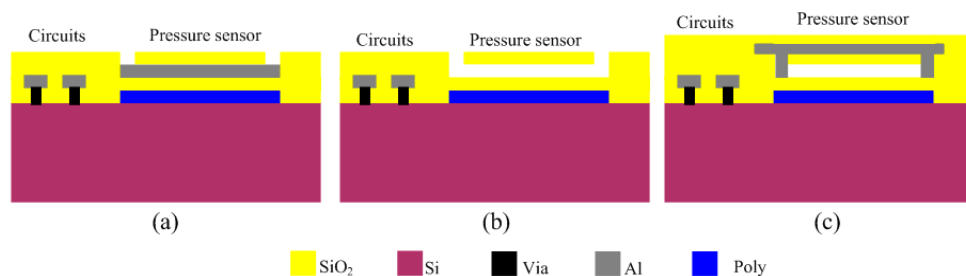 Circuits Pressure sensor
Circuits Pressure sensor
Circuits Pressure sensor
(a)
(b)
(c)
SiO₂ Si Via Al Poly